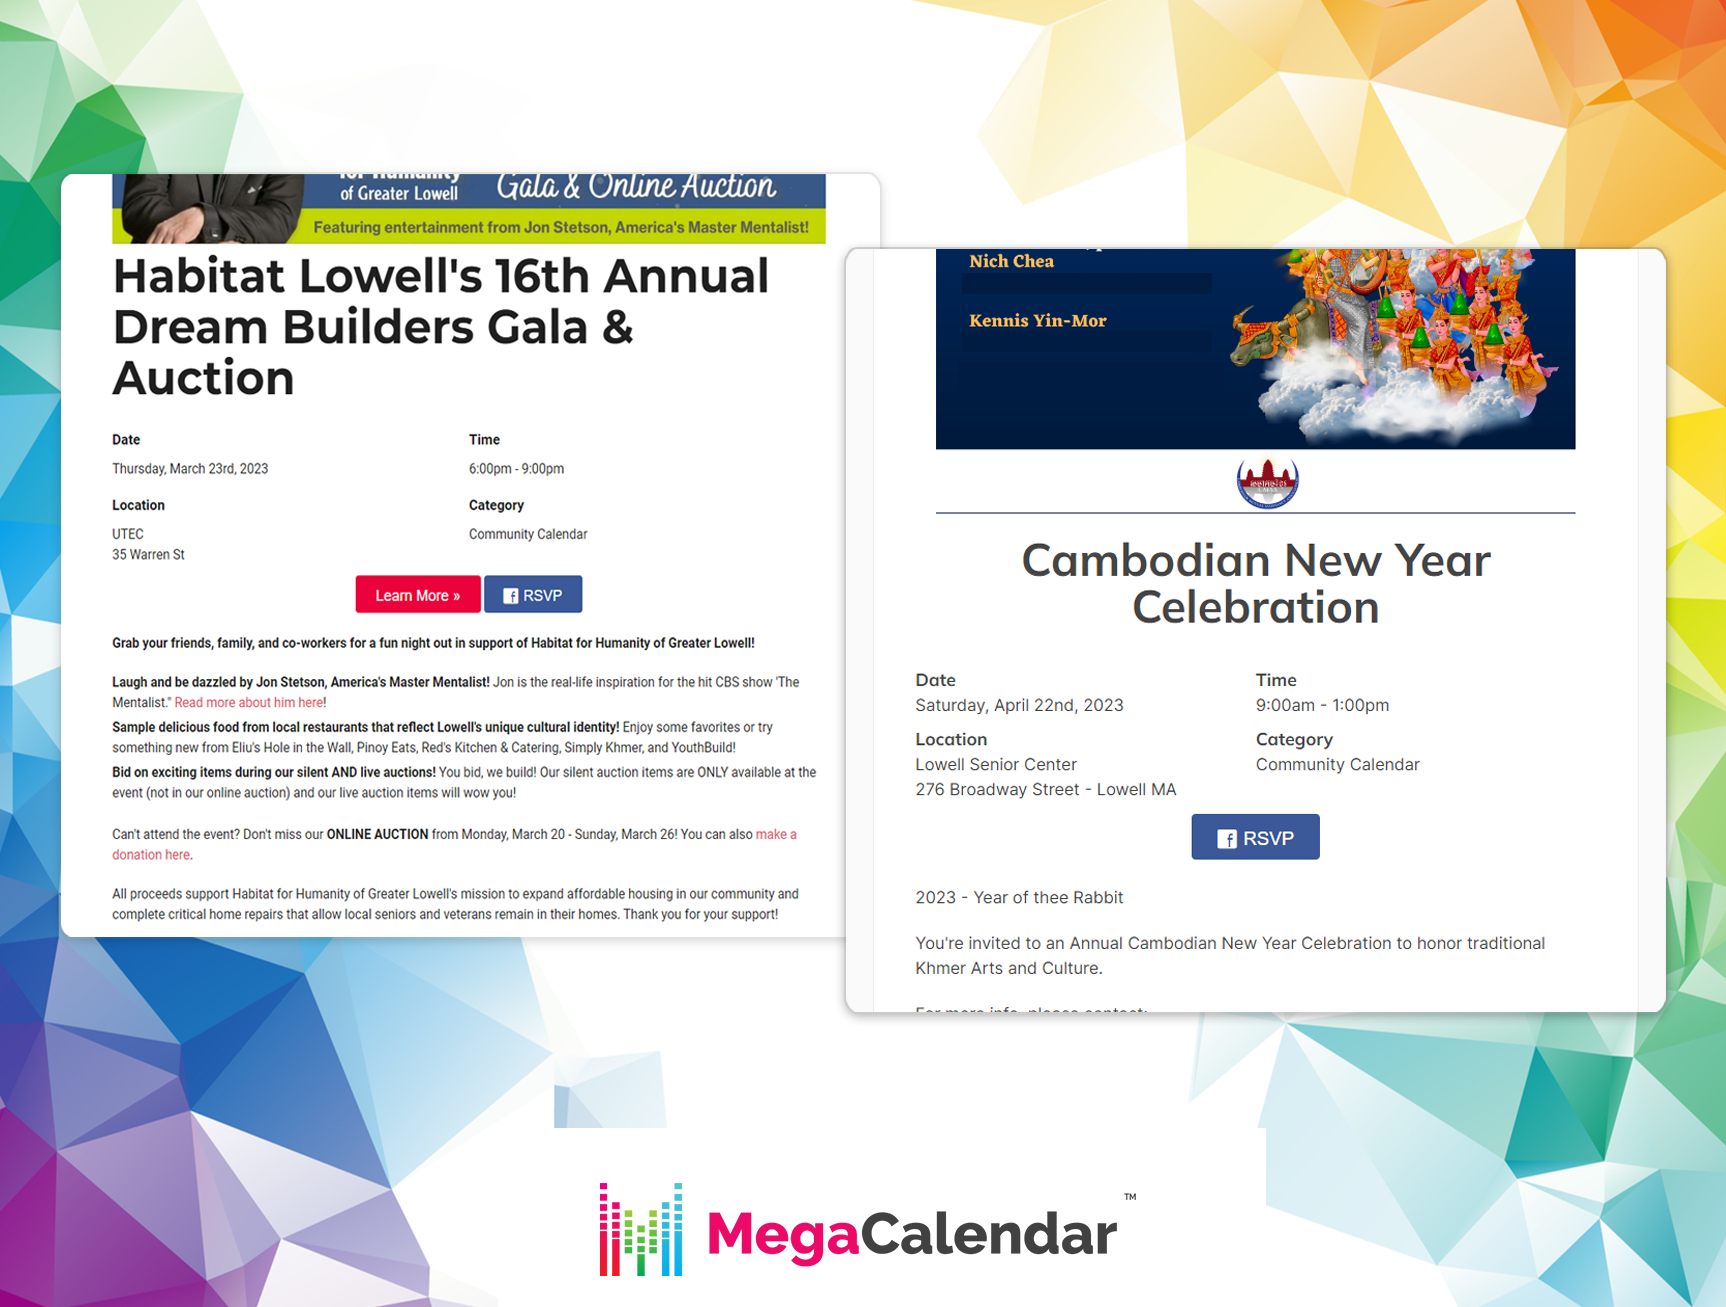 for Humanity
of Greater Lowell
Gala & Online Auction
Featuring entertainment from Jon Stetson, America's Master Mentalist!
Habitat Lowell's 16th Annual
Dream Builders Gala &
Auction
Date
Time
Thursday, March 23rd, 2023
6:00pm - 9:00pm
Location
Category
UTEC
Community Calendar
35 Warren St
Learn More »
RSVP
Grab your friends, family, and co-workers for a fun night out in support of Habitat for Humanity of Greater Lowell!
Laugh and be dazzled by Jon Stetson, America's Master Mentalist! Jon is the real-life inspiration for the hit CBS show 'The
Mentalist." Read more about him here!
Sample delicious food from local restaurants that reflect Lowell's unique cultural identity! Enjoy some favorites or try
something new from Eliu's Hole in the Wall, Pinoy Eats, Red's Kitchen & Catering, Simply Khmer, and YouthBuild!
Bid on exciting items during our silent AND live auctions! You bid, we build! Our silent auction items are ONLY available at the
event (not in our online auction) and our live auction items will wow you!
Can't attend the event? Don't miss our ONLINE AUCTION from Monday, March 20 - Sunday, March 26! You can also make a
donation here.
All proceeds support Habitat for Humanity of Greater Lowell's mission to expand affordable housing in our community and
complete critical home repairs that allow local seniors and veterans remain in their homes. Thank you for your support!
Nich Chea
Kennis Yin-Mor
Cambodian New Year
Celebration
Date
Time
Saturday, April 22nd, 2023
9:00am - 1:00pm
Location
Category
Lowell Senior Center
Community Calendar
276 Broadway Street - Lowell MA
RSVP
2023 - Year of thee Rabbit
You're invited to an Annual Cambodian New Year Celebration to honor traditional
Khmer Arts and Culture.
For more info, please contact:
MegaCalendar ™